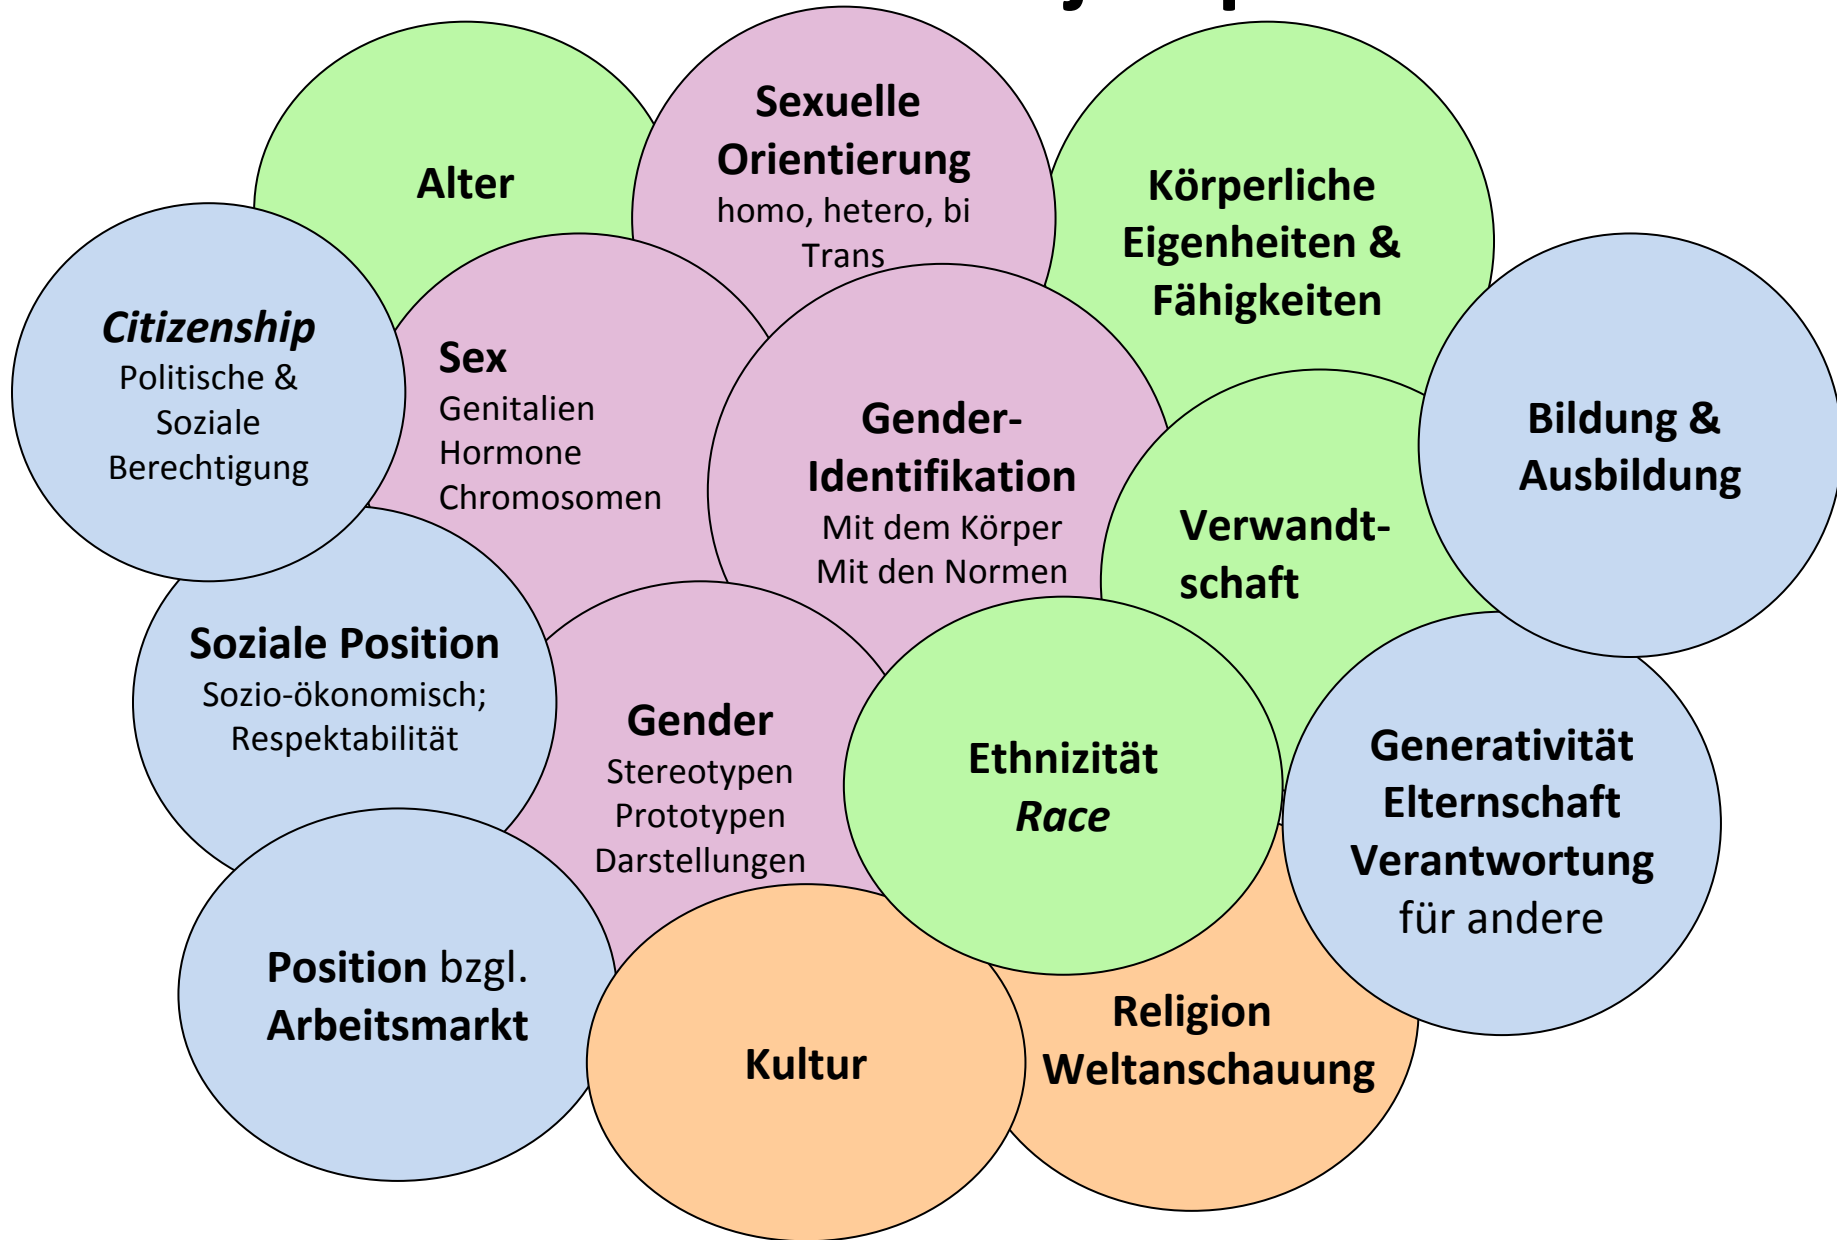 Alter
Sexuelle
Orientierung
homo, hetero, bi
Trans
Körperliche
Eigenheiten &
Fähigkeiten
Citizenship
Politische &
Soziale
Berechtigung
Sex
Genitalien
Hormone
Chromosomen
Gender-
Identifikation
Mit dem Körper
Mit den Normen
Verwandt-
schaft
Bildung &
Ausbildung
Soziale Position
Sozio-ökonomisch;
Respektabilität
Gender
Stereotypen
Prototypen
Darstellungen
Ethnizität
Race
Generativität
Elternschaft
Verantwortung
für andere
Position bzgl.
Arbeitsmarkt
Kultur
Religion
Weltanschauung